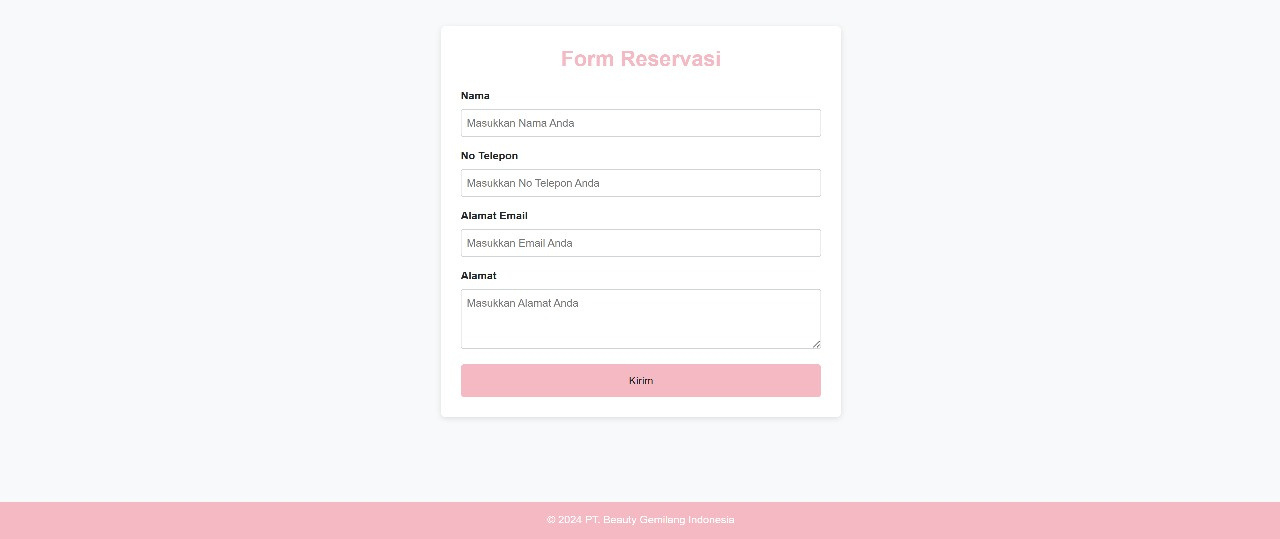 Form Reservasi
Nama
Masukkan Nama Anda
No Telepon
Masukkan No Telepon Anda
Alamat Email
Masukkan Email Anda
Alamat
Masukkan Alamat Anda
Kirim
© 2024 PT. Beauty Gemilang Indonesia